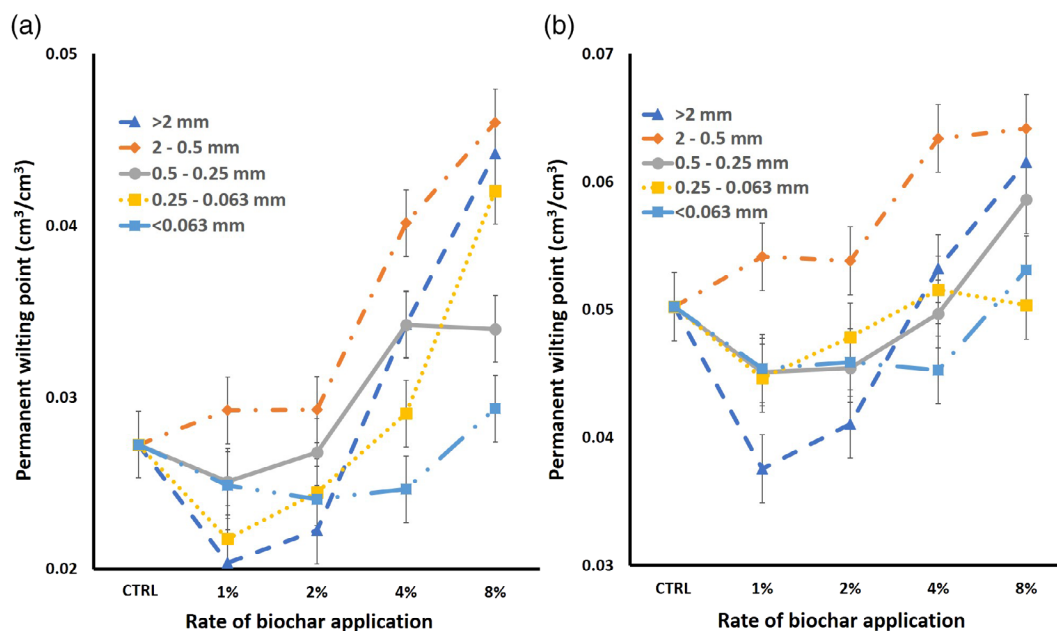 (a)
Permanent wilting point (cm³/cm³)
0.05
0.04
0.03
0.02
>2 mm
2 - 0.5 mm
0.5 - 0.25 mm
0.25 - 0.063 mm
<0.063 mm
CTRL 1% 2% 4% 8%
Rate of biochar application
(b)
Permanent wilting point (cm³/cm³)
0.07
0.06
0.05
0.04
0.03
>2 mm
2 - 0.5 mm
0.5 - 0.25 mm
0.25 - 0.063 mm
<0.063 mm
CTRL 1% 2% 4% 8%
Rate of biochar application